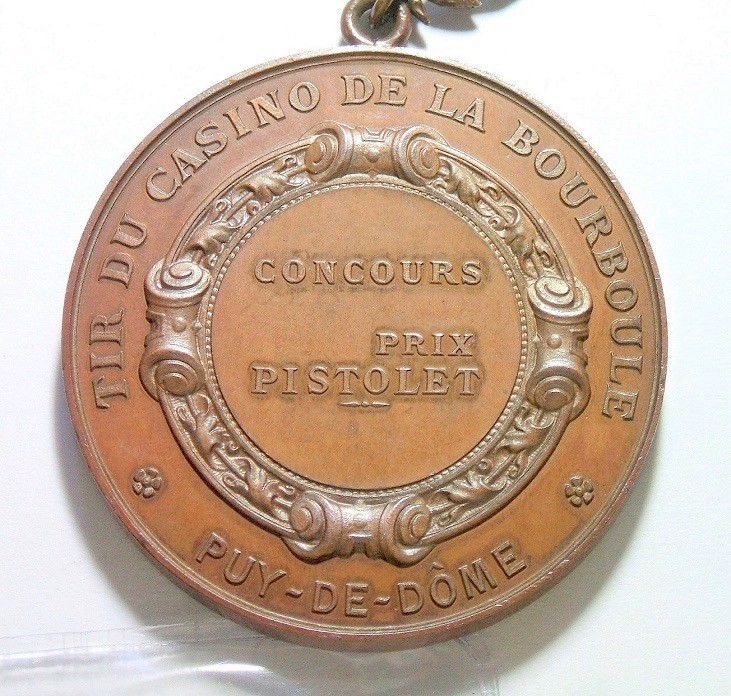 TIR DU CASINO DE LA BOURBOULE
CONCOURS
PRIX
PISTOLET
PUY-DE-DÔME